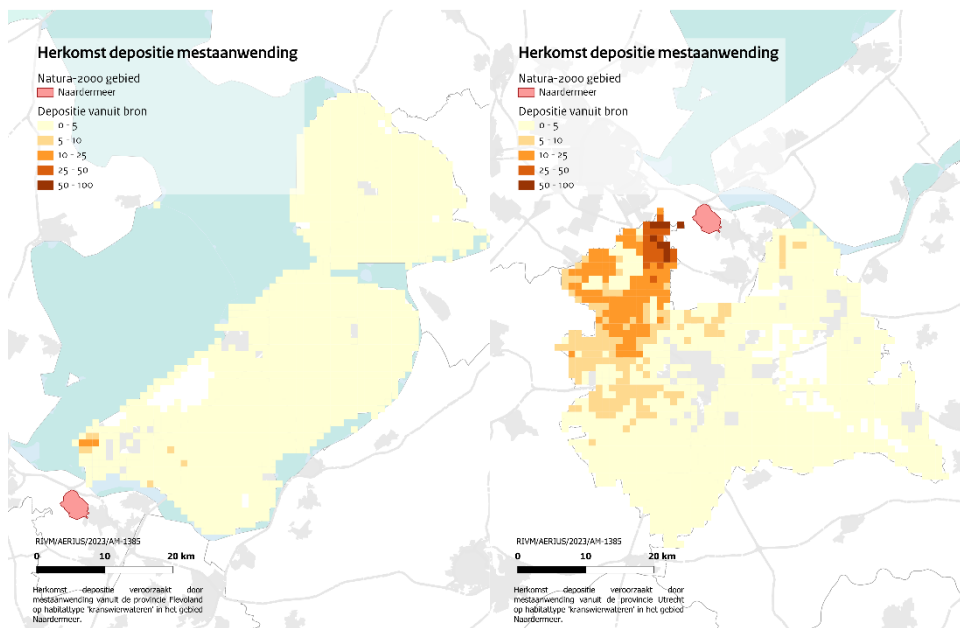 Herkomst depositie mestaanwending
Natura-2000 gebied
Naardermeer
Depositie vanuit bron
0 - 5
5 - 10
10 - 25
25 - 50
50 - 100
RIVM/AERIUS/2023/AM-1385
0 10 20 km
Herkomst depositie veroorzaakt door
mestaanwending vanuit de provincie Flevoland
op habitattype 'kranswierwateren' in het gebied
Naardermeer.
Herkomst depositie mestaanwending
Natura-2000 gebied
Naardermeer
Depositie vanuit bron
0 - 5
5 - 10
10 - 25
25 - 50
50 - 100
RIVM/AERIUS/2023/AM-1385
0 10 20 km
Herkomst depositie veroorzaakt door
mestaanwending vanuit de provincie Utrecht
op habitattype 'kranswierwateren' in het gebied
Naardermeer.